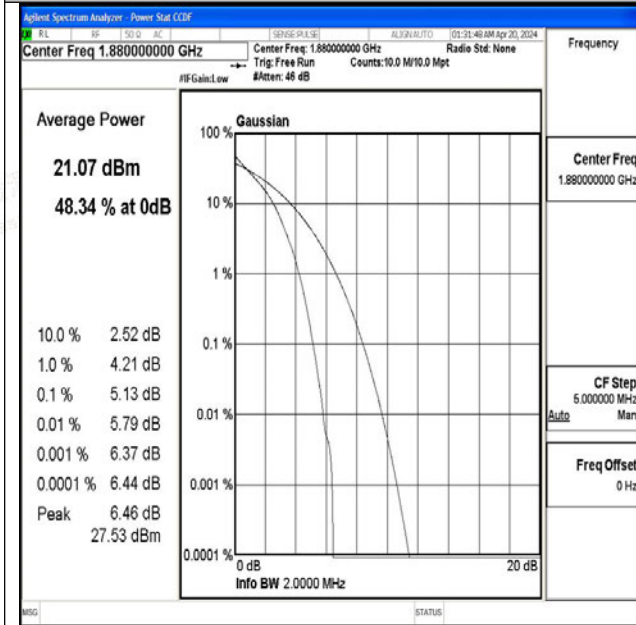 Agilent Spectrum Analyzer - Power Stat CCDF
RL RF 50 Ω AC SENSE:PULSE ALIGNAUTO 01:31:48 AM Apr 20, 2024
Center Freq 1.880000000 GHz
Center Freq: 1.880000000 GHz Radio Std: None
Trig: Free Run Counts:10.0 M/10.0 Mpt
#IFGain:Low #Atten: 46 dB
Frequency
Average Power
21.07 dBm
48.34 % at 0dB
10.0 % 2.52 dB
1.0 % 4.21 dB
0.1 % 5.13 dB
0.01 % 5.79 dB
0.001 % 6.37 dB
0.0001 % 6.44 dB
Peak 6.46 dB
27.53 dBm
Gaussian
100 %
10 %
1 %
0.1 %
0.01 %
0.001 %
0.0001 %
0 dB 20 dB
Info BW 2.0000 MHz
Center Freq
1.880000000 GHz
CF Step
5.000000 MHz
Auto Man
Freq Offset
0 Hz
MSG STATUS